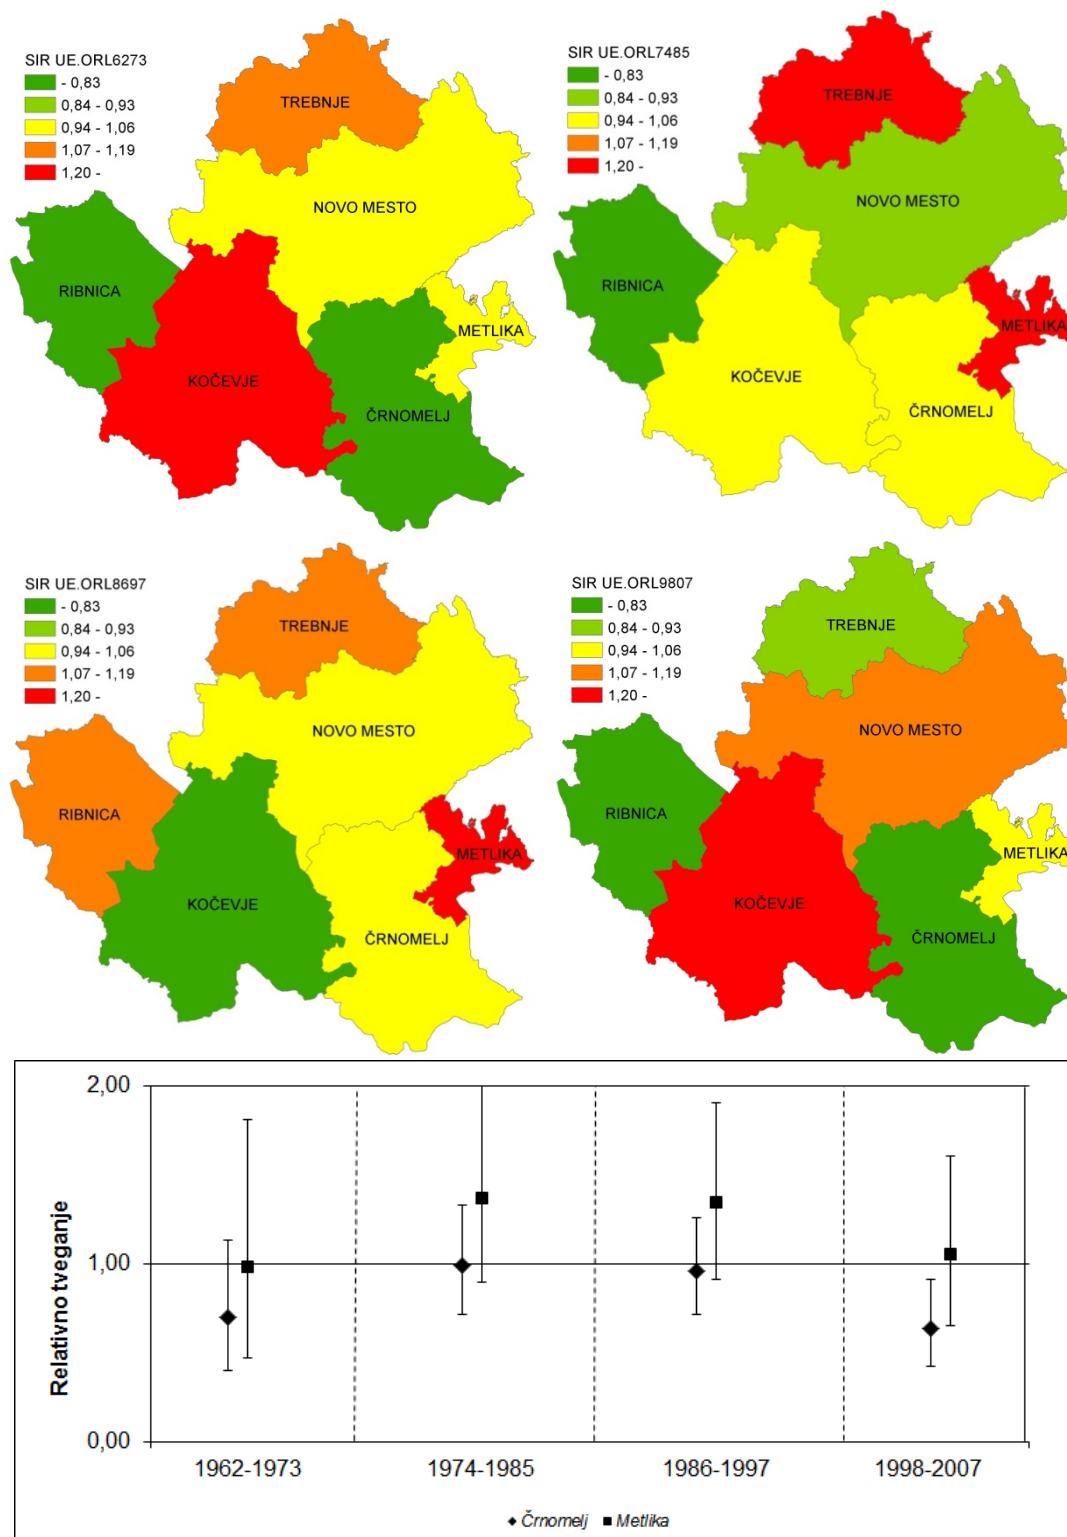 SIR UE.ORL6273
- 0,83
0,84 - 0,93
0,94 - 1,06
1,07 - 1,19
1,20 -
TREBNJE
NOVO MESTO
RIBNICA
METLIKA
KOČEVJE
ČRNOMELJ
SIR UE.ORL7485
- 0,83
0,84 - 0,93
0,94 - 1,06
1,07 - 1,19
1,20 -
TREBNJE
NOVO MESTO
RIBNICA
METLIKA
KOČEVJE
ČRNOMELJ
SIR UE.ORL8697
- 0,83
0,84 - 0,93
0,94 - 1,06
1,07 - 1,19
1,20 -
TREBNJE
NOVO MESTO
RIBNICA
METLIKA
KOČEVJE
ČRNOMELJ
SIR UE.ORL9807
- 0,83
0,84 - 0,93
0,94 - 1,06
1,07 - 1,19
1,20 -
TREBNJE
NOVO MESTO
RIBNICA
METLIKA
KOČEVJE
ČRNOMELJ
Relativno tveganje
2,00
1,00
0,00
1962-1973 1974-1985 1986-1997 1998-2007
Črnomelj Metlika